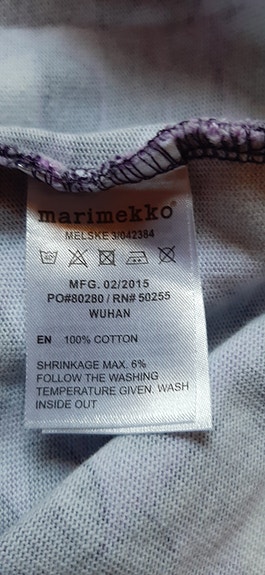 marimekko®
MELSKE 3/042384
MFG. 02/2015
PO#80280 / RN# 50255
WUHAN
EN 100% COTTON
SHRINKAGE MAX. 6%
FOLLOW THE WASHING
TEMPERATURE GIVEN. WASH
INSIDE OUT